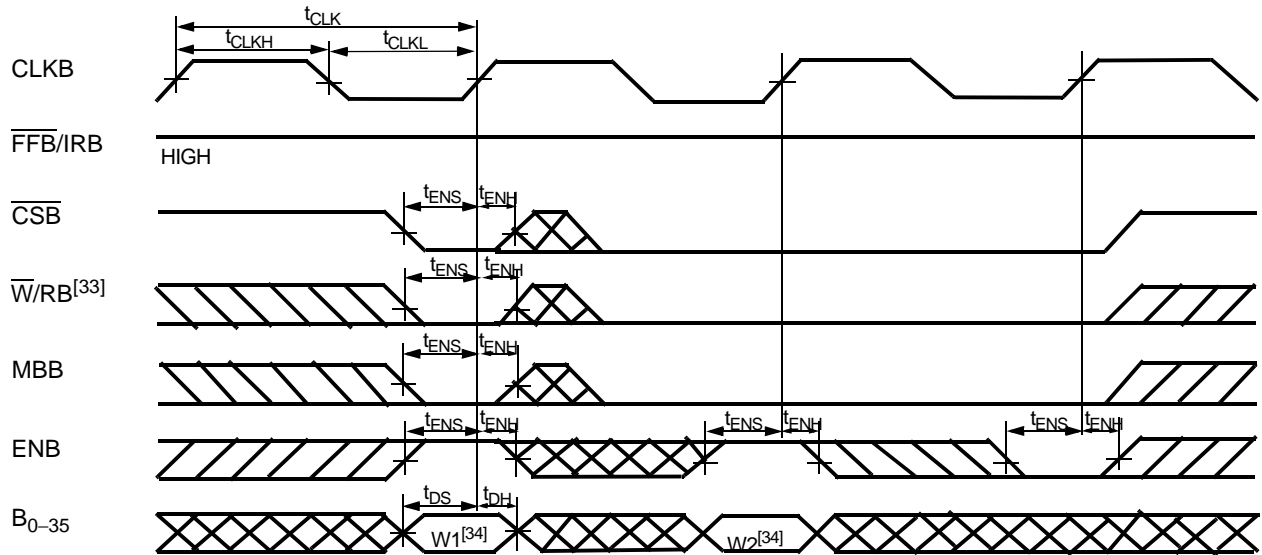 tCLK
tCLKH tCLKL
CLKB
FFB/IRB
HIGH
tENS tENH
CSB
tENS tENH
W/RB[33]
tENS tENH
MBB
tENS tENH tENS tENH tENS tENH
ENB
tDS tDH
B0–35
W1[34] W2[34]